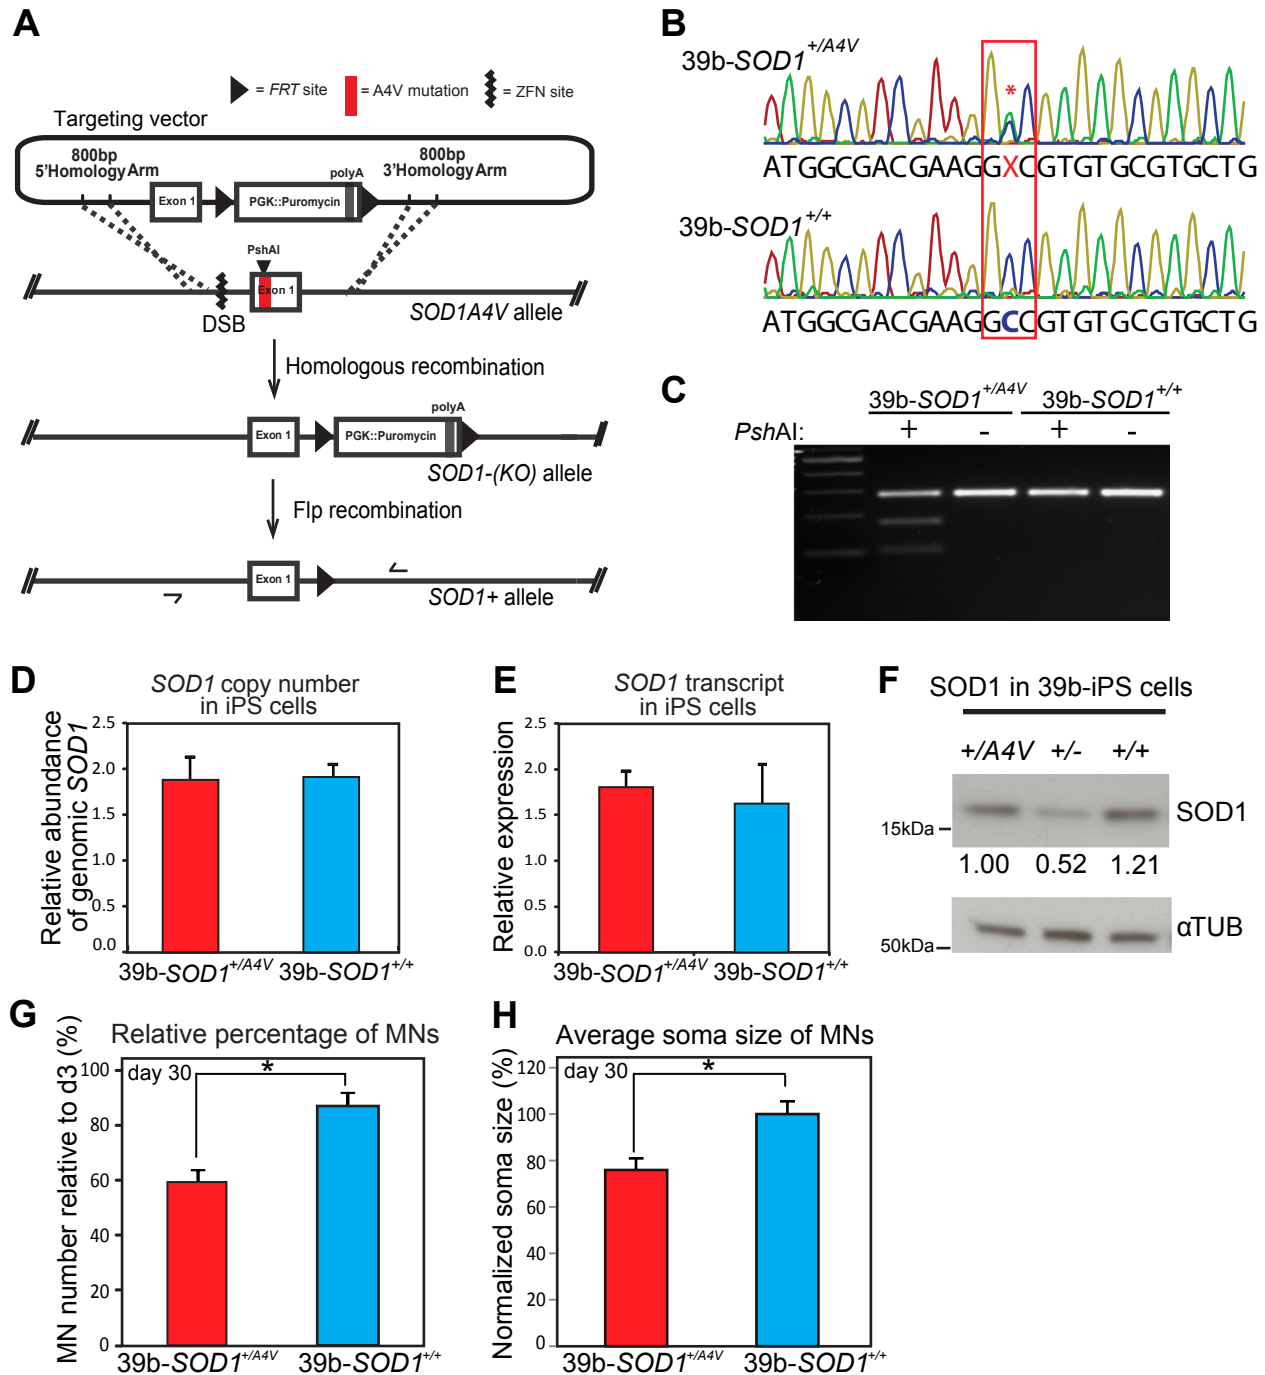 A
= FRT site
= A4V mutation
= ZFN site
Targeting vector
800bp
5'Homology Arm
800bp
3'Homology Arm
polyA
Exon 1
PGK::Puromycin
PshAI
Exon 1
DSB
SOD1A4V allele
Homologous recombination
polyA
Exon 1
PGK::Puromycin
SOD1-(KO) allele
Flp recombination
Exon 1
SOD1+ allele
B
39b-SOD1+/A4V
*
ATGGCGACGAAGGXCGTGTGCGTGCTG
39b-SOD1+/+
ATGGCGACGAAGGCCGTGTGCGTGCTG
C
39b-SOD1+/A4V 39b-SOD1+/+
PshAI: + - + -
D
SOD1 copy number
in iPS cells
Relative abundance
of genomic SOD1
2.5
2.0
1.5
1.0
0.5
0.0
39b-SOD1+/A4V 39b-SOD1+/+
E
SOD1 transcript
in iPS cells
Relative expression
2.5
2.0
1.5
1.0
0.5
0.0
39b-SOD1+/A4V 39b-SOD1+/+
F
SOD1 in 39b-iPS cells
+/A4V +/- +/+
SOD1
15kDa
1.00 0.52 1.21
αTUB
50kDa
G
Relative percentage of MNs
MN number relative to d3 (%)
day 30
*
100
80
60
40
20
0
39b-SOD1+/A4V 39b-SOD1+/+
H
Average soma size of MNs
Normalized soma size (%)
day 30
*
120
100
80
60
40
20
0
39b-SOD1+/A4V 39b-SOD1+/+